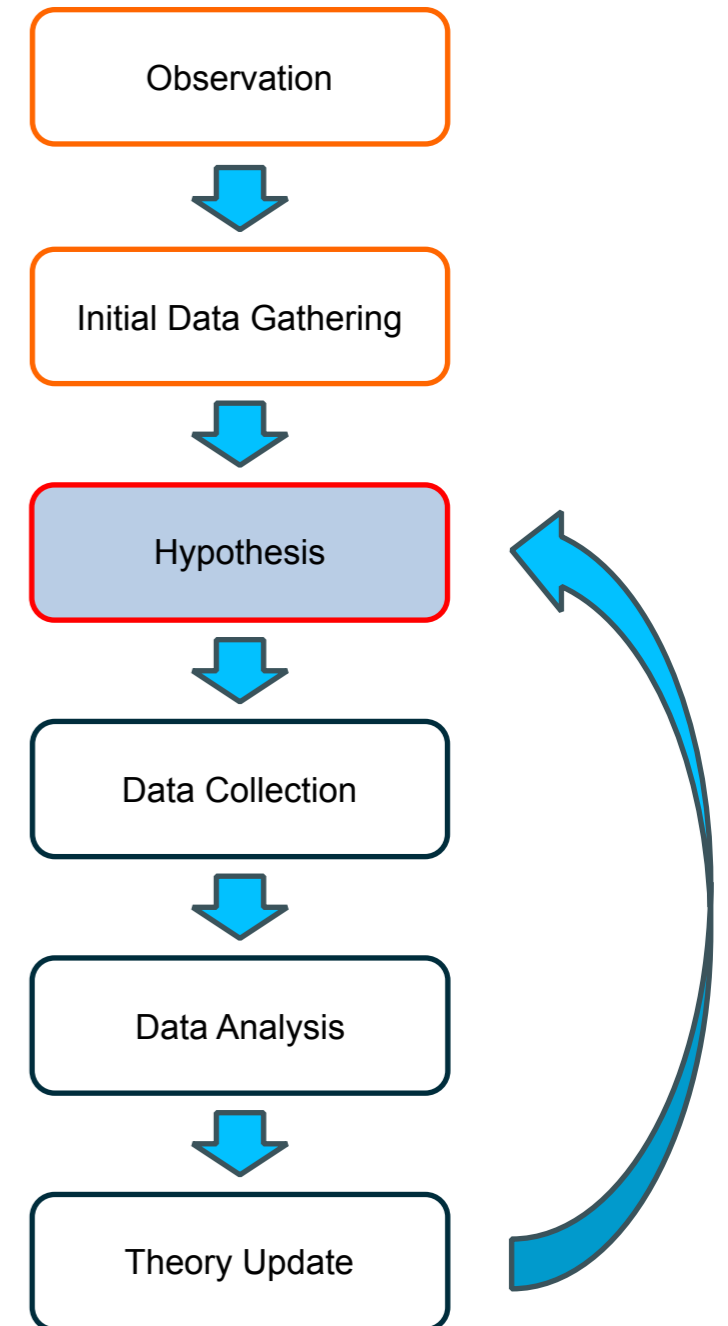 Observation
Initial Data Gathering
Hypothesis
Data Collection
Data Analysis
Theory Update